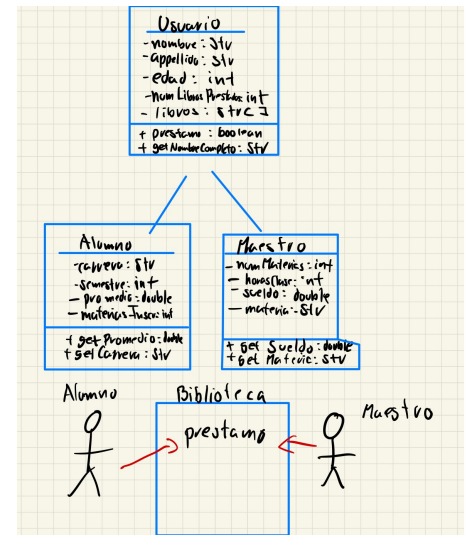 Usuario
- nombre : Str
- appellido : Str
- edad : int
- num Libros Prestados : int
- libros : Str []
+ prestamo : boolean
+ get Nombre Completo : Str
Alumno
- carrera : Str
- semestre : int
- promedio : double
- materias Inscri : int
+ get Promedio : double
+ get Carrera : Str
Maestro
- num Materias : int
- horas Clase : int
- sueldo : double
- materia : Str
+ get Sueldo : double
+ Get Materia : Str
Alumno
Biblioteca
Maestro
prestamo